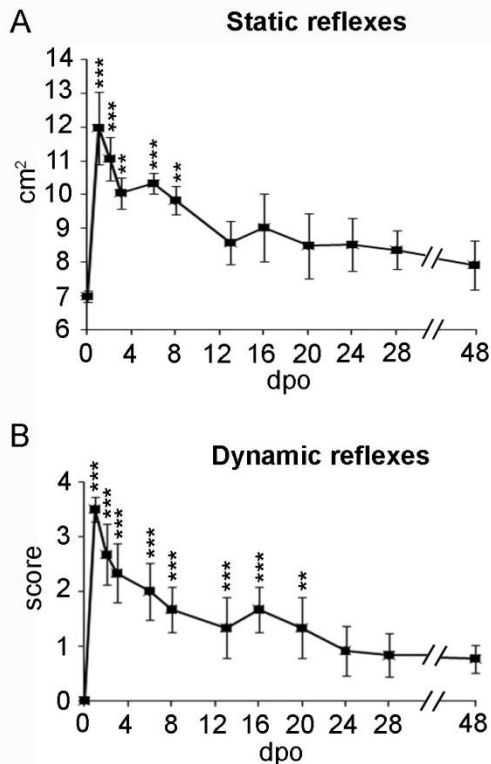 A
Static reflexes
14
13
12
11
10
9
8
7
6
cm²
*** *** ** *** **
0 4 8 12 16 20 24 28 48
dpo
B
Dynamic reflexes
4
3
2
1
0
score
*** *** *** *** *** *** *** **
0 4 8 12 16 20 24 28 48
dpo